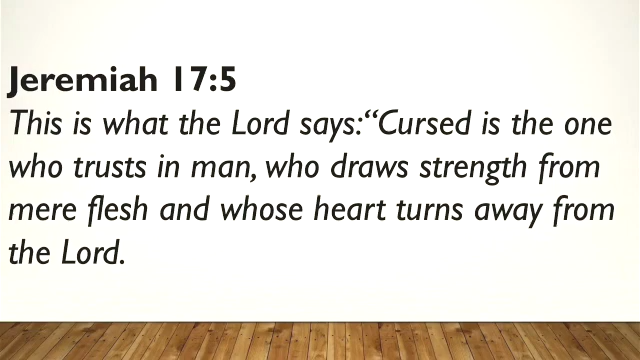 Jeremiah 17:5
This is what the Lord says:“Cursed is the one
who trusts in man, who draws strength from
mere flesh and whose heart turns away from
the Lord.